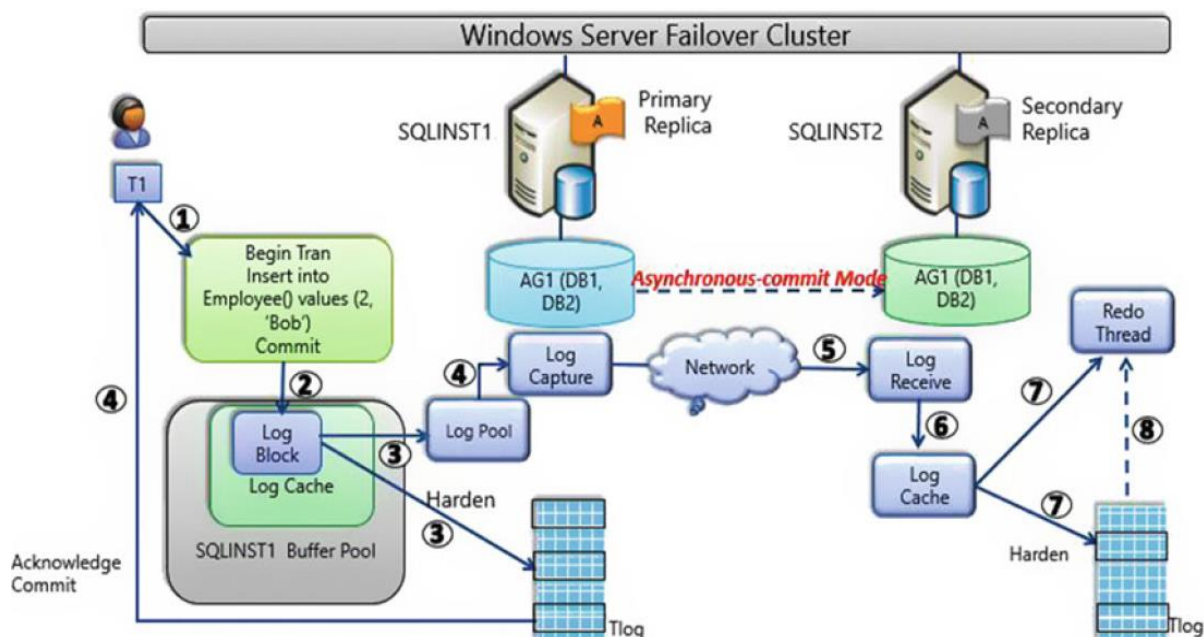 Windows Server Failover Cluster
SQLINST1
A
Primary
Replica
SQLINST2
A
Secondary
Replica
T1
①
Begin Tran
Insert into
Employee() values (2,
'Bob')
Commit
AG1 (DB1,
DB2)
Asynchronous-commit Mode
AG1 (DB1,
DB2)
Redo
Thread
④
②
④
Log
Capture
Network
⑤
Log
Receive
⑦
⑧
Log
Block
Log Cache
③
Log Pool
⑥
Log
Cache
Harden
③
⑦
SQLINST1 Buffer Pool
Harden
Acknowledge
Commit
Tlog
Tlog